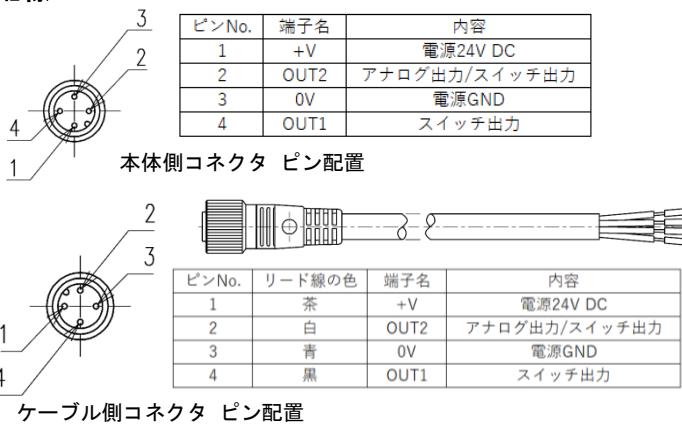 3
2
4
1
ピンNo. 端子名 内容
1 +V 電源24V DC
2 OUT2 アナログ出力/スイッチ出力
3 0V 電源GND
4 OUT1 スイッチ出力
本体側コネクタ ピン配置
2
3
1
4
ピンNo. リード線の色 端子名 内容
1 茶 +V 電源24V DC
2 白 OUT2 アナログ出力/スイッチ出力
3 青 0V 電源GND
4 黒 OUT1 スイッチ出力
ケーブル側コネクタ ピン配置